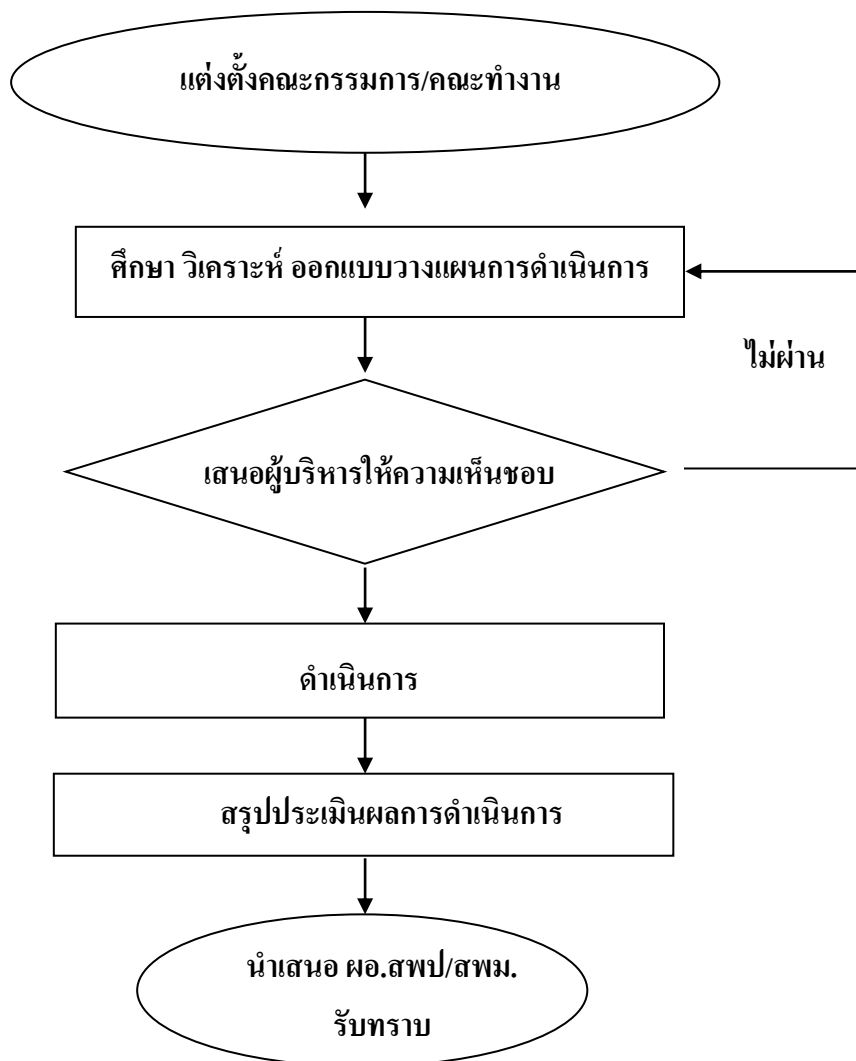 แต่งตั้งคณะกรรมการ/คณะทำงาน
ศึกษา วิเคราะห์ ออกแบบวางแผนการดำเนินการ
ไม่ผ่าน
เสนอผู้บริหารให้ความเห็นชอบ
ดำเนินการ
สรุปประเมินผลการดำเนินการ
นำเสนอ ผอ.สพป/สพม.
รับทราบ